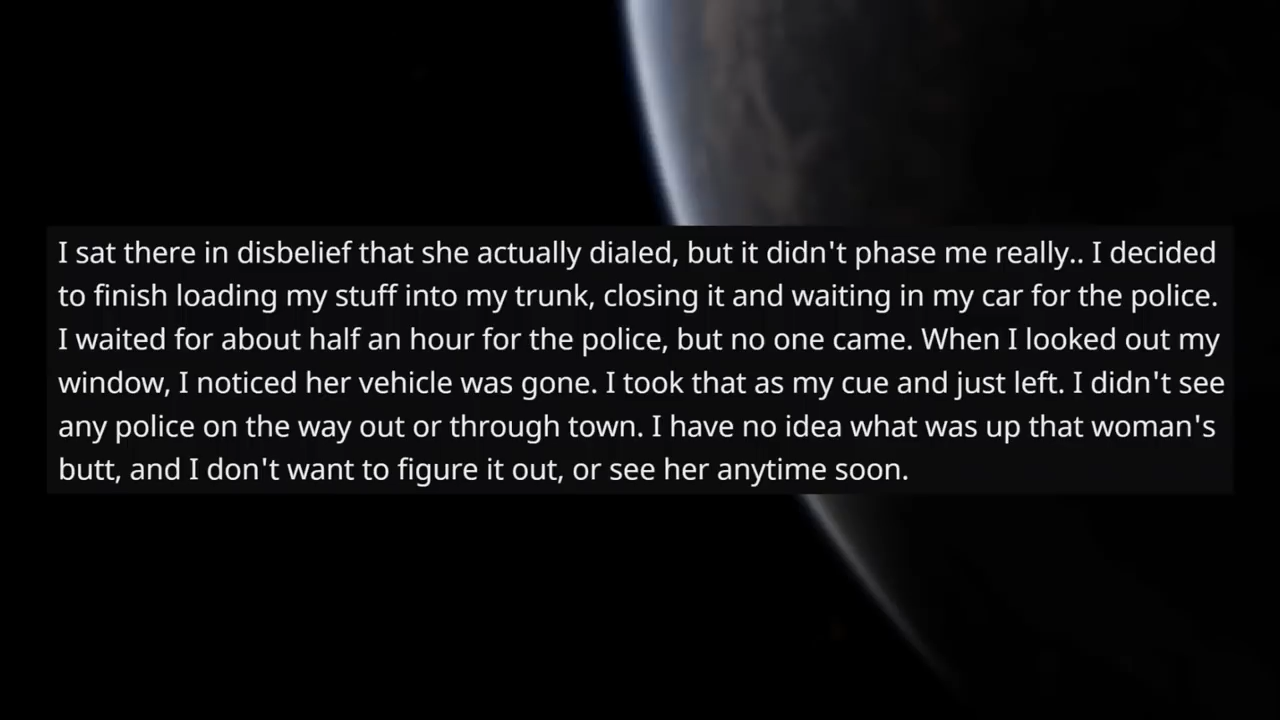 I sat there in disbelief that she actually dialed, but it didn't phase me really.. I decided
to finish loading my stuff into my trunk, closing it and waiting in my car for the police.
I waited for about half an hour for the police, but no one came. When I looked out my
window, I noticed her vehicle was gone. I took that as my cue and just left. I didn't see
any police on the way out or through town. I have no idea what was up that woman's
butt, and I don't want to figure it out, or see her anytime soon.